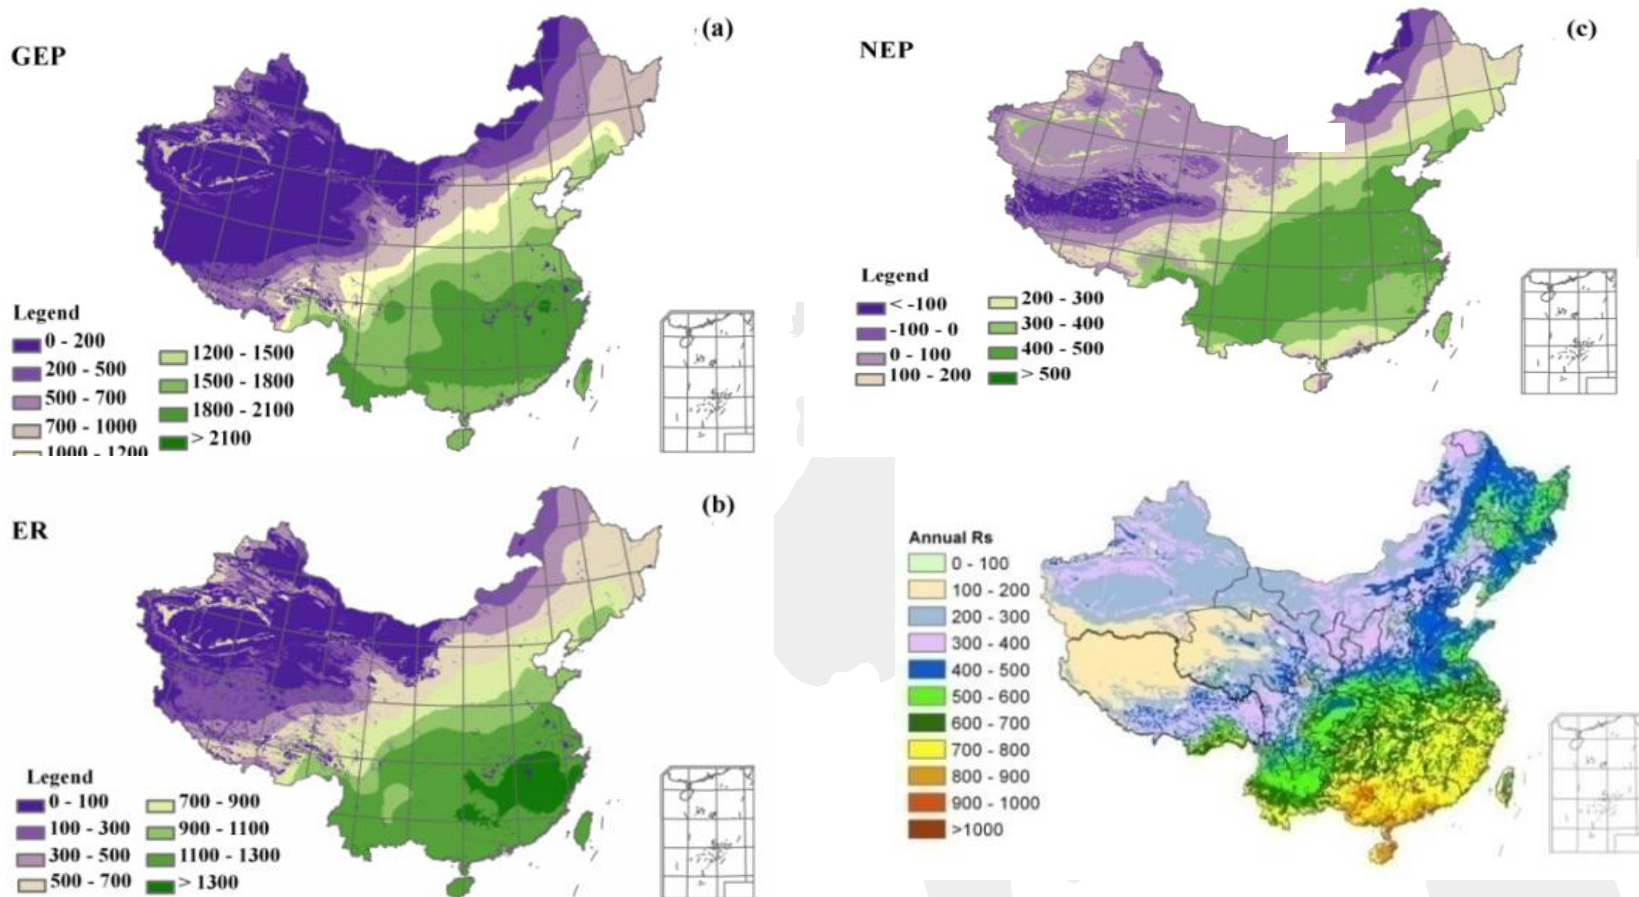 (a)
GEP
Legend
0 - 200
200 - 500
500 - 700
700 - 1000
1000 - 1200
1200 - 1500
1500 - 1800
1800 - 2100
> 2100
(c)
NEP
Legend
< -100
-100 - 0
0 - 100
100 - 200
200 - 300
300 - 400
400 - 500
> 500
(b)
ER
Legend
0 - 100
100 - 300
300 - 500
500 - 700
700 - 900
900 - 1100
1100 - 1300
> 1300
Annual Rs
0 - 100
100 - 200
200 - 300
300 - 400
400 - 500
500 - 600
600 - 700
700 - 800
800 - 900
900 - 1000
>1000